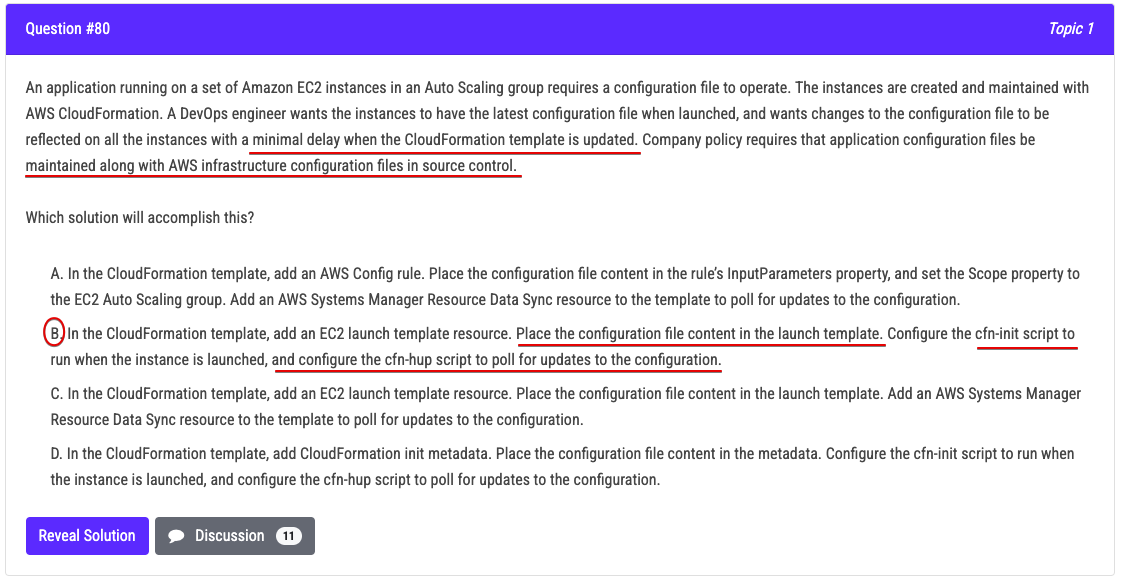 Question #80
Topic 1
An application running on a set of Amazon EC2 instances in an Auto Scaling group requires a configuration file to operate. The instances are created and maintained with
AWS CloudFormation. A DevOps engineer wants the instances to have the latest configuration file when launched, and wants changes to the configuration file to be
reflected on all the instances with a minimal delay when the CloudFormation template is updated. Company policy requires that application configuration files be
maintained along with AWS infrastructure configuration files in source control.
Which solution will accomplish this?
A. In the CloudFormation template, add an AWS Config rule. Place the configuration file content in the rule's InputParameters property, and set the Scope property to
the EC2 Auto Scaling group. Add an AWS Systems Manager Resource Data Sync resource to the template to poll for updates to the configuration.
B. In the CloudFormation template, add an EC2 launch template resource. Place the configuration file content in the launch template. Configure the cfn-init script to
run when the instance is launched, and configure the cfn-hup script to poll for updates to the configuration.
C. In the CloudFormation template, add an EC2 launch template resource. Place the configuration file content in the launch template. Add an AWS Systems Manager
Resource Data Sync resource to the template to poll for updates to the configuration.
D. In the CloudFormation template, add CloudFormation init metadata. Place the configuration file content in the metadata. Configure the cfn-init script to run when
the instance is launched, and configure the cfn-hup script to poll for updates to the configuration.
Reveal Solution
Discussion 11